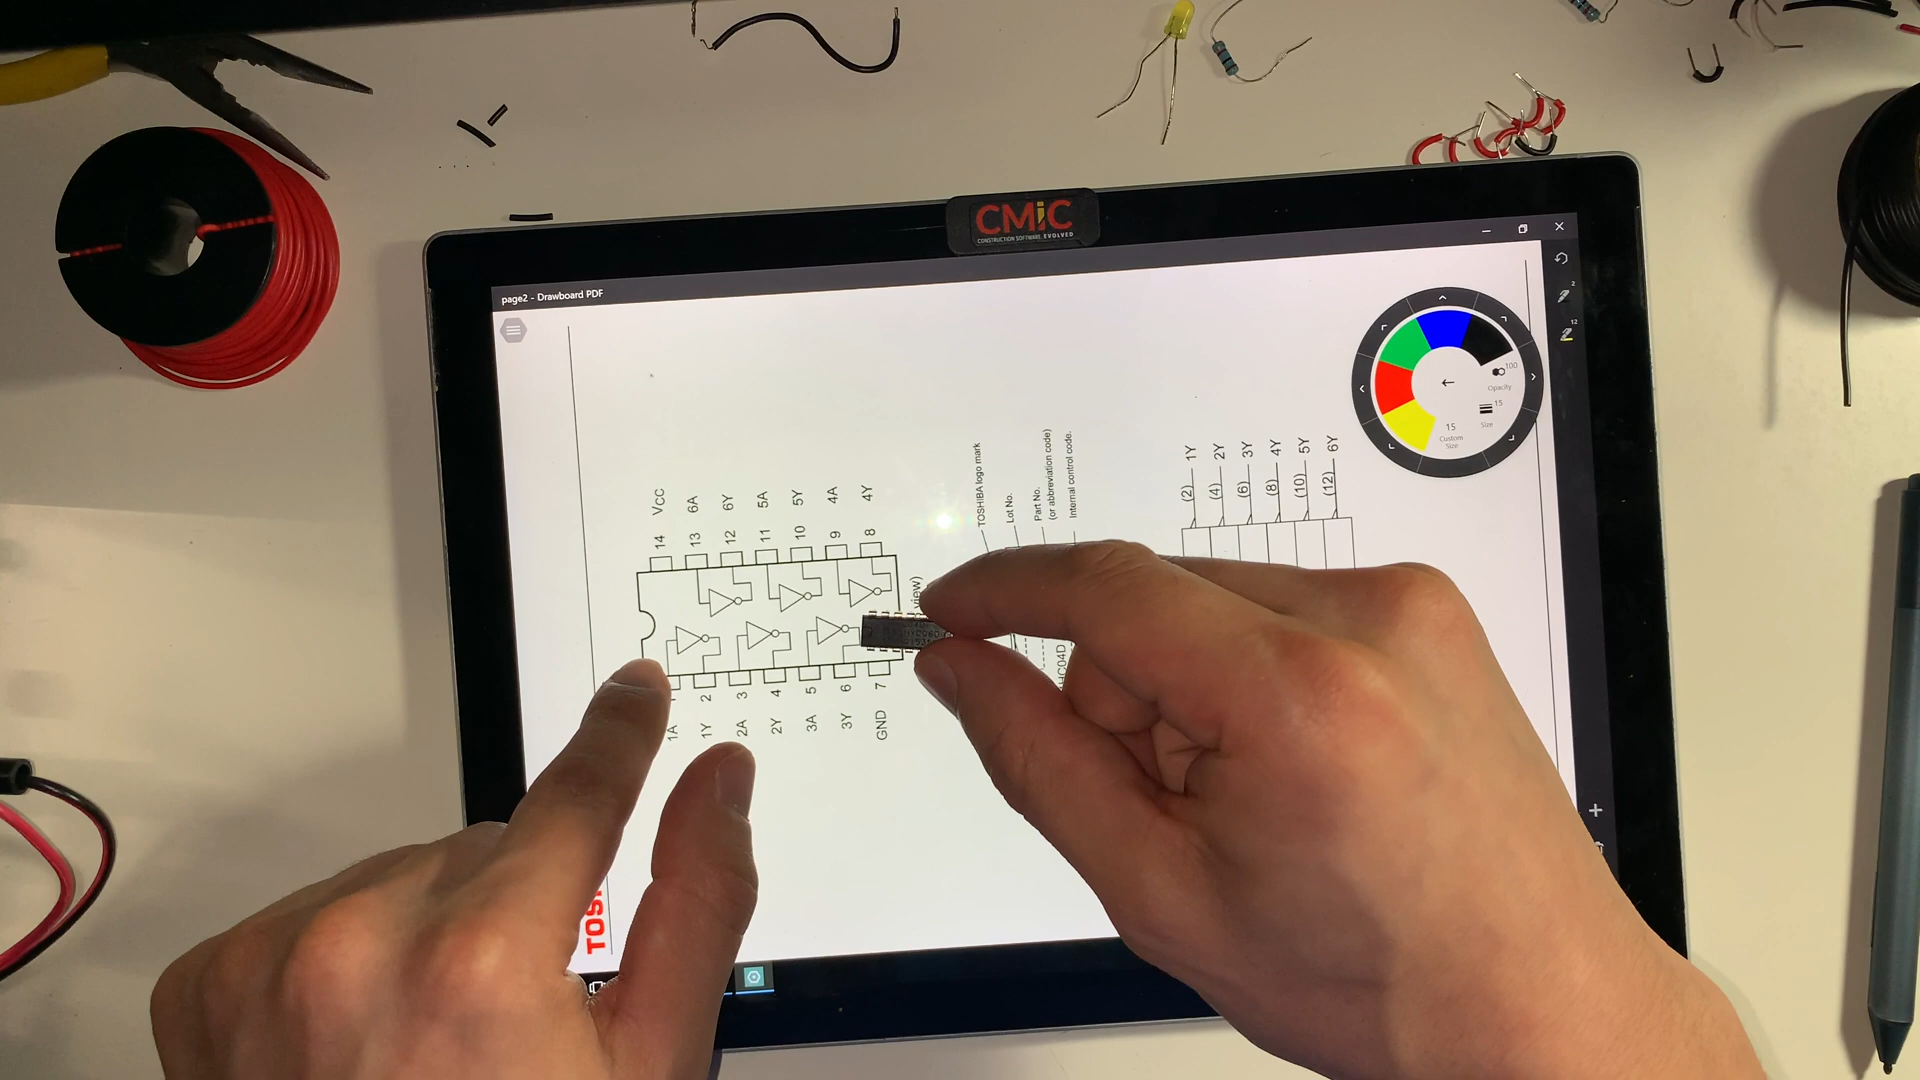 CMiC
CONSTRUCTION SOFTWARE. EVOLVED
page2 - Drawboard PDF
2
12
100
Opacity
15
Size
15
Custom
Size
VCC 6A 6Y 5A 5Y 4A 4Y
14 13 12 11 10 9 8
2 3 4 5 6 7
1A 1Y 2A 2Y 3A 3Y GND
view)
TOSHIBA logo mark
Lot No.
Part No.
(or abbreviation code)
Internal control code.
HC04D
(2) 1Y
(4) 2Y
(6) 3Y
(8) 4Y
(10) 5Y
(12) 6Y
TOS